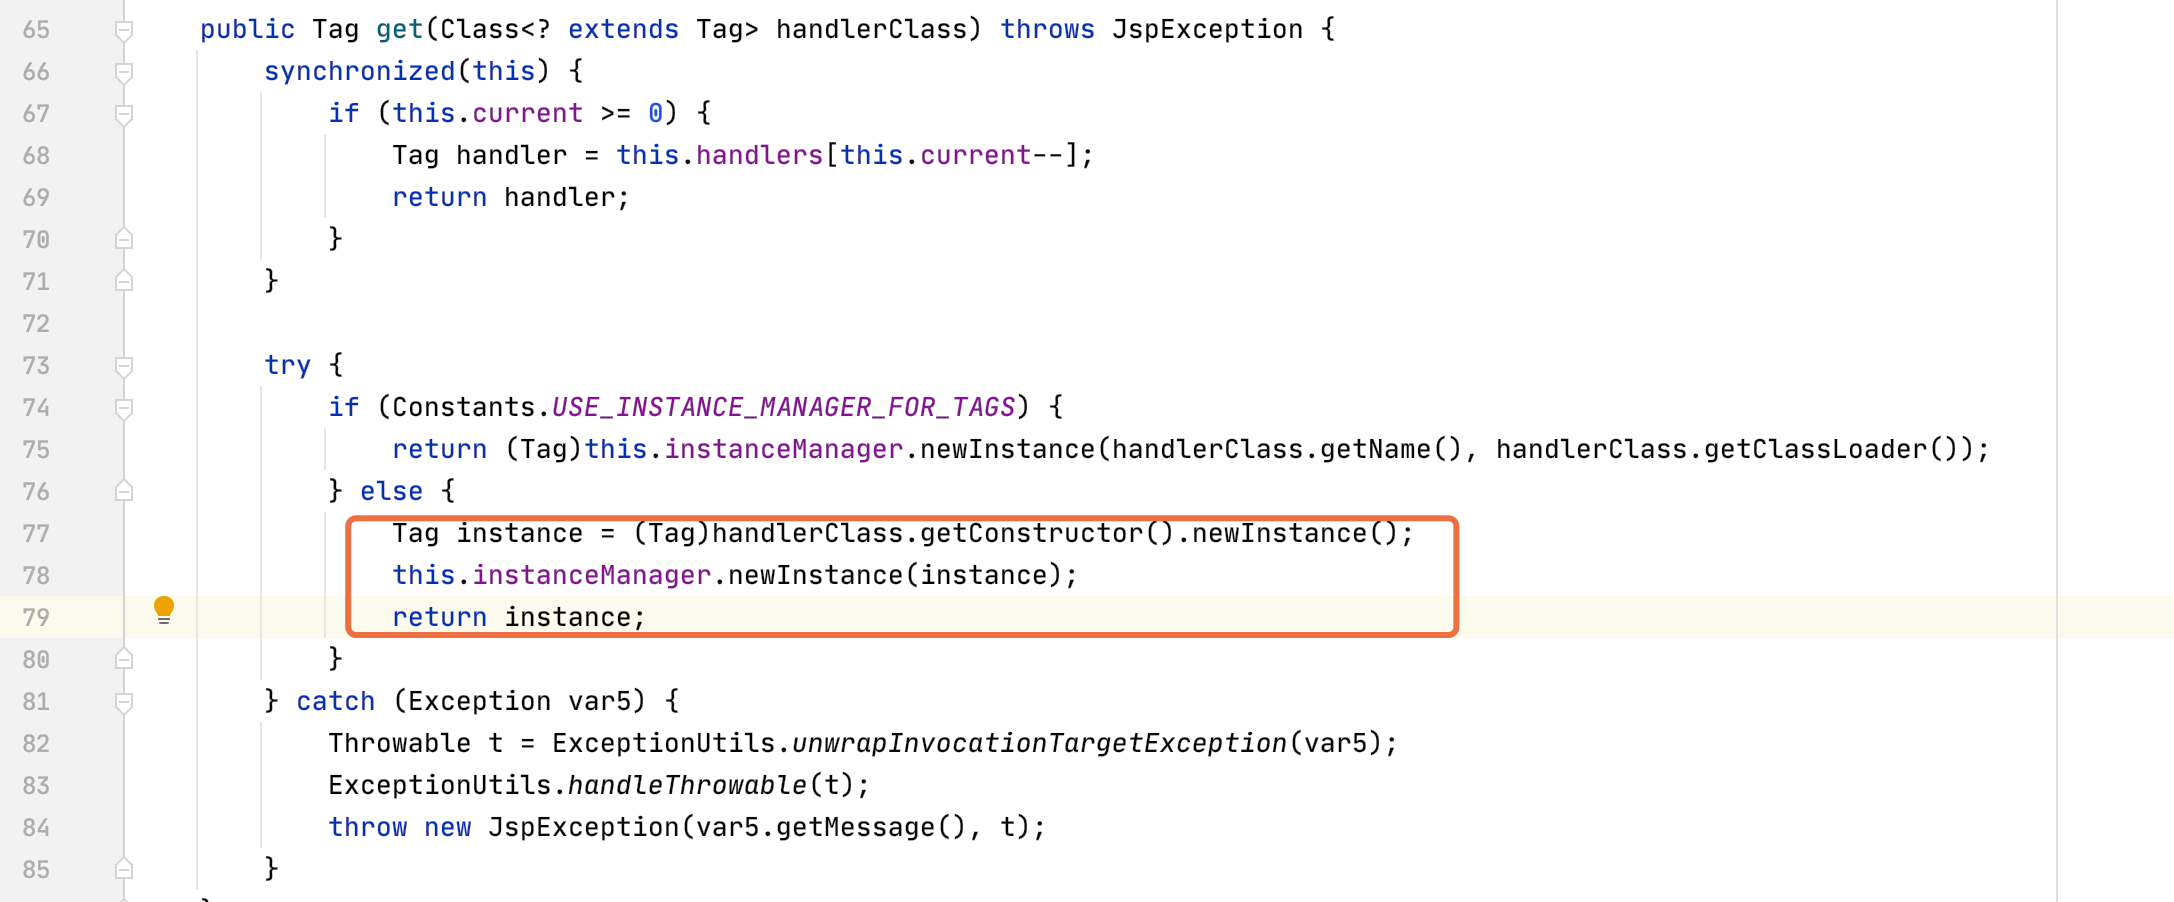 65 public Tag get(Class<? extends Tag> handlerClass) throws JspException {
66 synchronized(this) {
67 if (this.current >= 0) {
68 Tag handler = this.handlers[this.current--];
69 return handler;
70 }
71 }
72
73 try {
74 if (Constants.USE_INSTANCE_MANAGER_FOR_TAGS) {
75 return (Tag)this.instanceManager.newInstance(handlerClass.getName(), handlerClass.getClassLoader());
76 } else {
77 Tag instance = (Tag)handlerClass.getConstructor().newInstance();
78 this.instanceManager.newInstance(instance);
79 return instance;
80 }
81 } catch (Exception var5) {
82 Throwable t = ExceptionUtils.unwrapInvocationTargetException(var5);
83 ExceptionUtils.handleThrowable(t);
84 throw new JspException(var5.getMessage(), t);
85 }